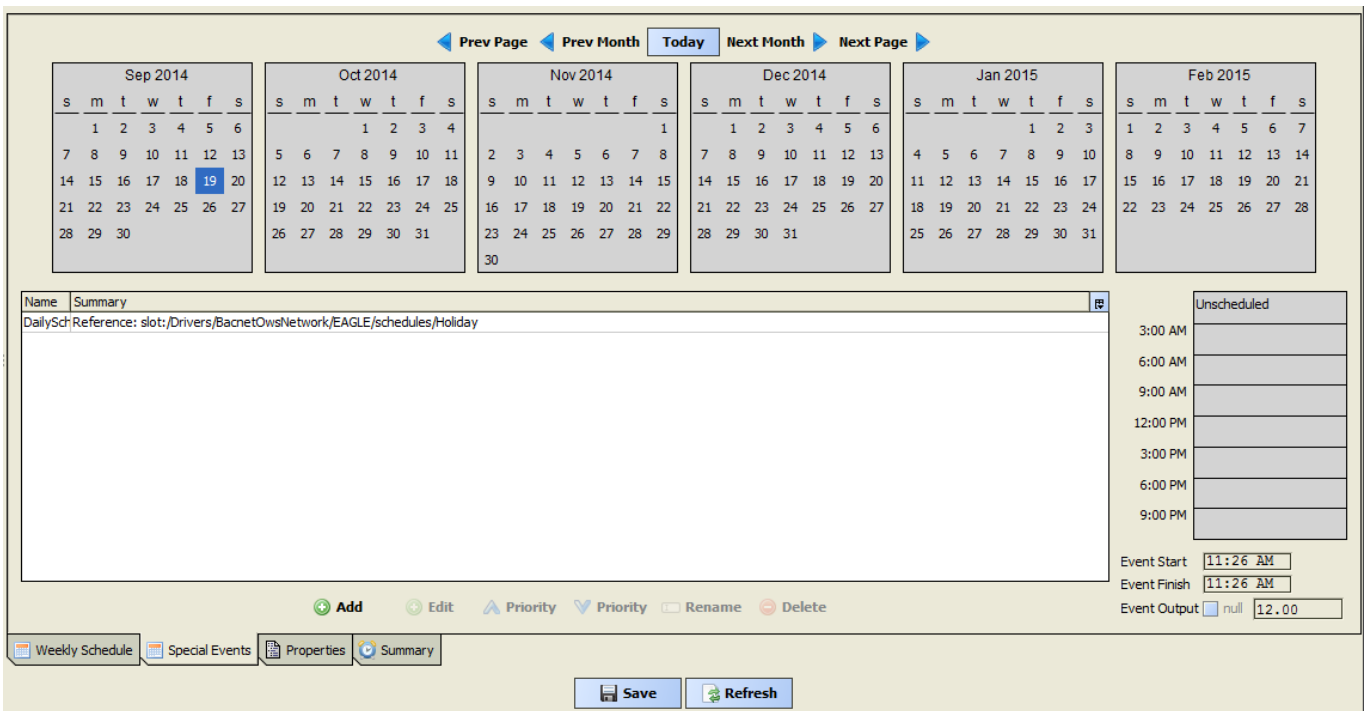 Prev Page Prev Month Today Next Month Next Page
Sep 2014 Oct 2014 Nov 2014 Dec 2014 Jan 2015 Feb 2015
s m t w t f s s m t w t f s s m t w t f s s m t w t f s s m t w t f s s m t w t f s
1 2 3 4 5 6 1 2 3 4 1 1 2 3 4 5 6 1 2 3 1 2 3 4 5 6 7
7 8 9 10 11 12 13 5 6 7 8 9 10 11 2 3 4 5 6 7 8 7 8 9 10 11 12 13 4 5 6 7 8 9 10 8 9 10 11 12 13 14
14 15 16 17 18 19 20 12 13 14 15 16 17 18 9 10 11 12 13 14 15 14 15 16 17 18 19 20 11 12 13 14 15 16 17 15 16 17 18 19 20 21
21 22 23 24 25 26 27 19 20 21 22 23 24 25 16 17 18 19 20 21 22 21 22 23 24 25 26 27 18 19 20 21 22 23 24 22 23 24 25 26 27 28
28 29 30 26 27 28 29 30 31 23 24 25 26 27 28 29 28 29 30 31 25 26 27 28 29 30 31
30
Name Summary
DailySch Reference: slot:/Drivers/BacnetOwsNetwork/EAGLE/schedules/Holiday
Unscheduled
3:00 AM
6:00 AM
9:00 AM
12:00 PM
3:00 PM
6:00 PM
9:00 PM
Event Start 11:26 AM
Event Finish 11:26 AM
Event Output null 12.00
Add Edit Priority Priority Rename Delete
Weekly Schedule Special Events Properties Summary
Save Refresh